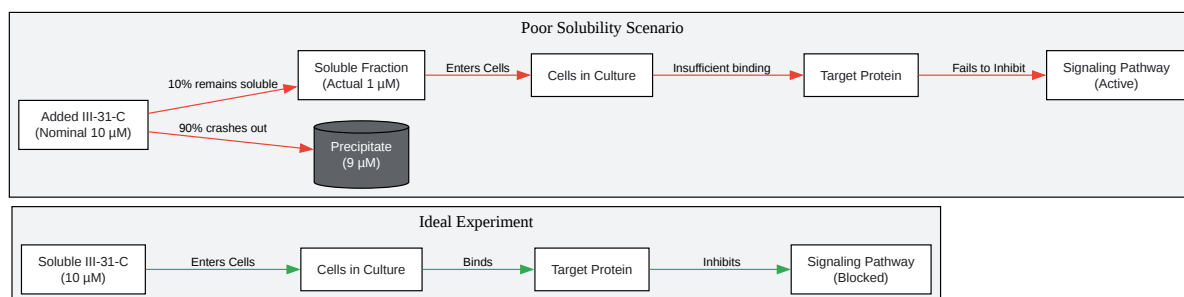 Poor Solubility Scenario
Added III-31-C
(Nominal 10 µM)
10% remains soluble
90% crashes out
Soluble Fraction
(Actual 1 µM)
Precipitate
(9 µM)
Enters Cells
Cells in Culture
Insufficient binding
Target Protein
Fails to Inhibit
Signaling Pathway
(Active)
Ideal Experiment
Soluble III-31-C
(10 µM)
Enters Cells
Cells in Culture
Binds
Target Protein
Inhibits
Signaling Pathway
(Blocked)